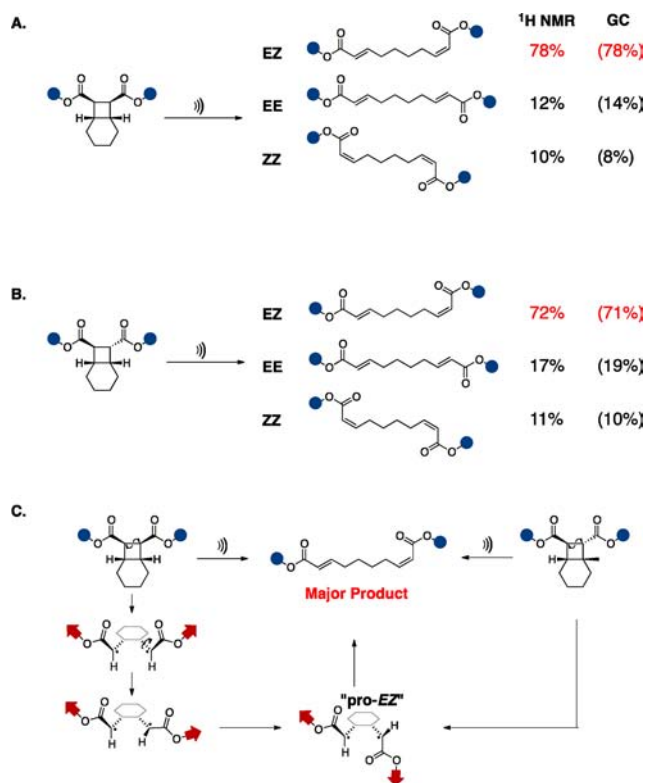 ¹H NMR GC
A.
EZ 78% (78%)
EE 12% (14%)
ZZ 10% (8%)
B.
EZ 72% (71%)
EE 17% (19%)
ZZ 11% (10%)
C.
Major Product
"pro-EZ"